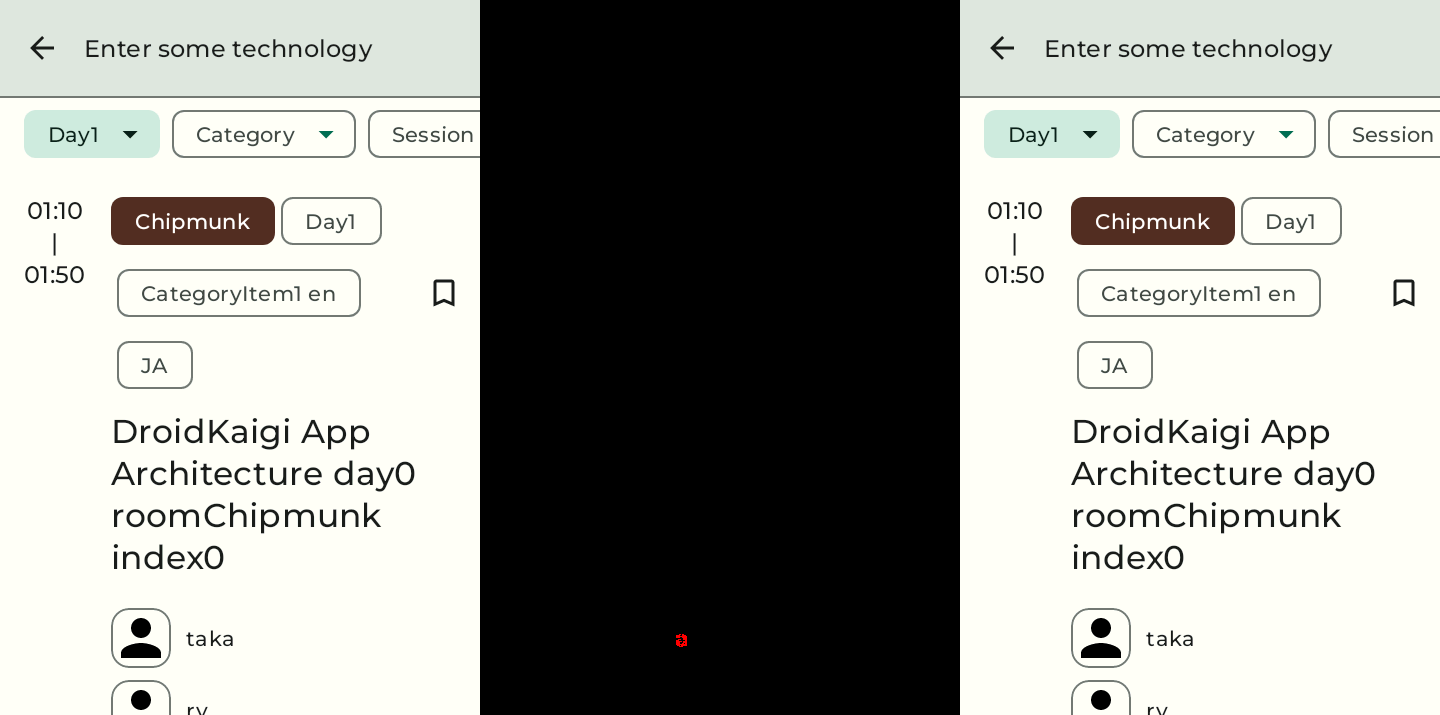 Enter some technology
Day1
Category
Session
01:10
|
01:50
Chipmunk
Day1
CategoryItem1 en
JA
DroidKaigi App
Architecture day0
roomChipmunk
index0
taka
ry
Enter some technology
Day1
Category
Session
01:10
|
01:50
Chipmunk
Day1
CategoryItem1 en
JA
DroidKaigi App
Architecture day0
roomChipmunk
index0
taka
ry